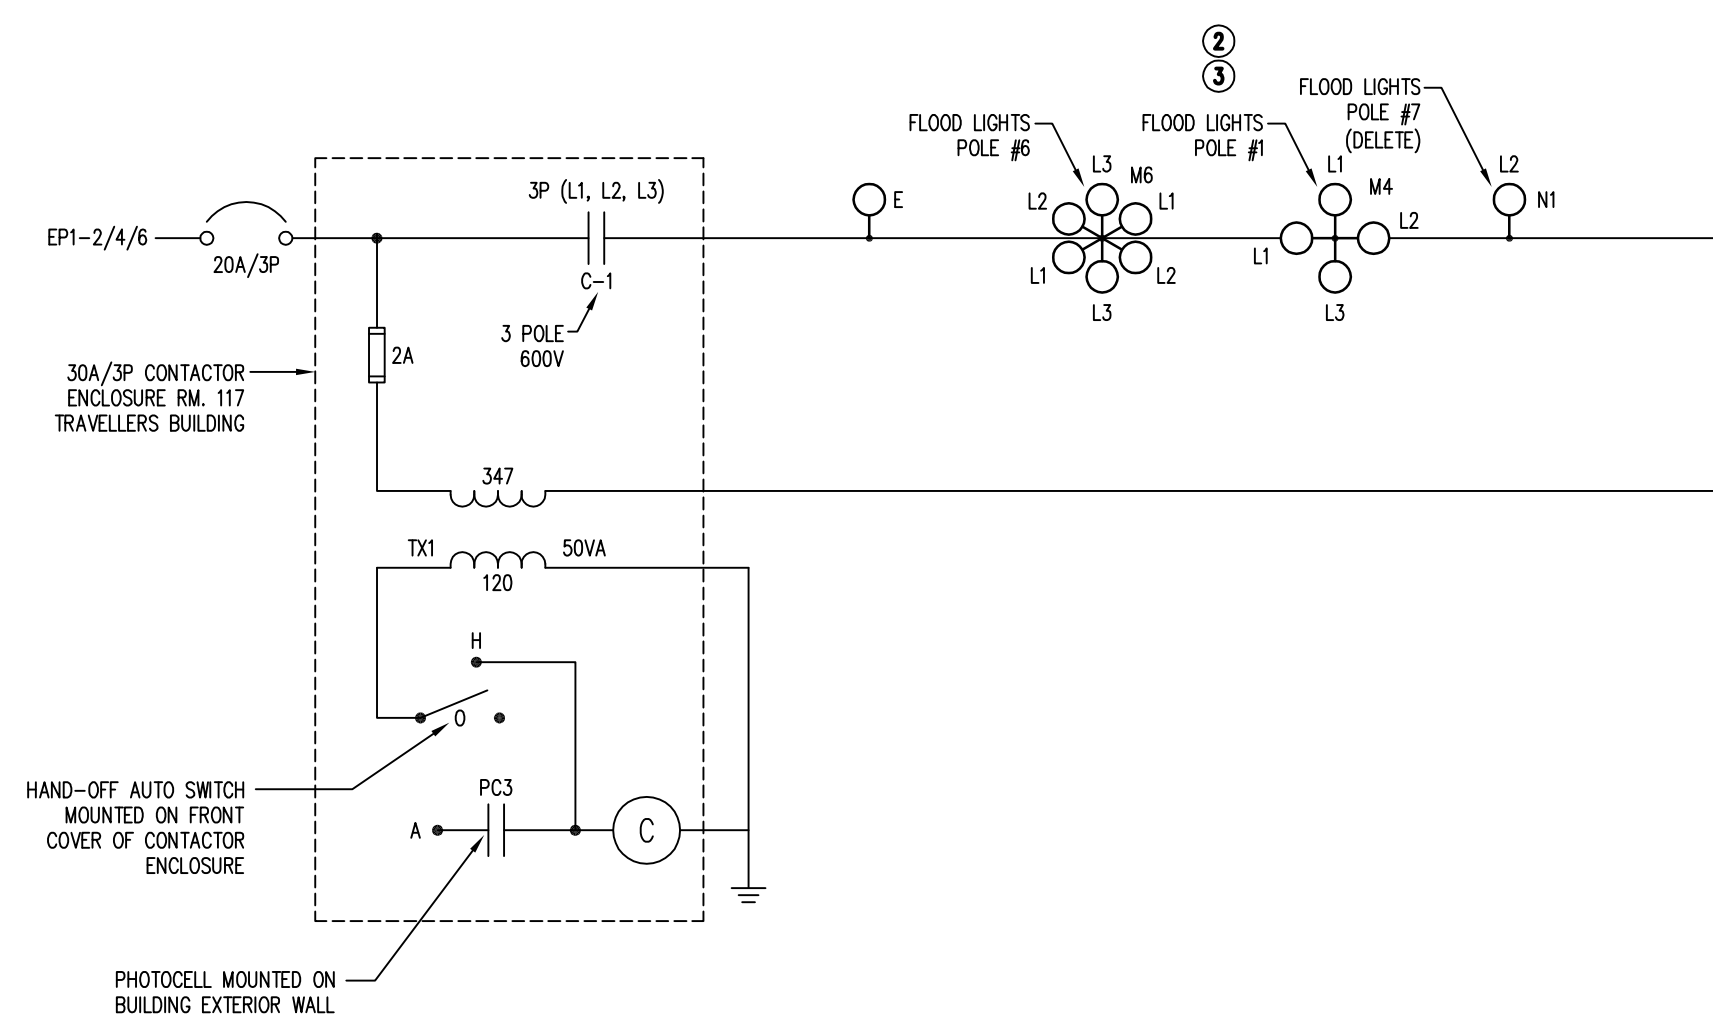 2
3
FLOOD LIGHTS
POLE #7
(DELETE)
FLOOD LIGHTS
POLE #6
FLOOD LIGHTS
POLE #1
3P (L1, L2, L3)
E
L3
M6
L2
L1
L1
L2
L3
L1
M4
L2
L1
L3
L2
N1
EP1-2/4/6
20A/3P
C-1
3 POLE
600V
2A
30A/3P CONTACTOR
ENCLOSURE RM. 117
TRAVELLERS BUILDING
347
TX1
50VA
120
H
O
HAND-OFF AUTO SWITCH
MOUNTED ON FRONT
COVER OF CONTACTOR
ENCLOSURE
PC3
A
C
PHOTOCELL MOUNTED ON
BUILDING EXTERIOR WALL